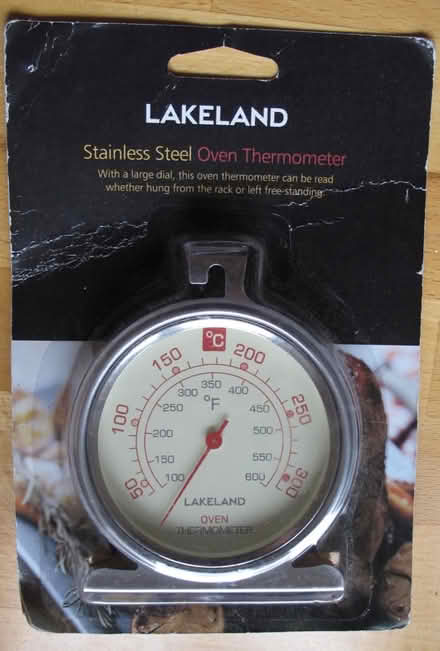 LAKELAND
Stainless Steel Oven Thermometer
With a large dial, this oven thermometer can be read
whether hung from the rack or left free-standing.
°C
150 200
100 250
50 300
°F
350
300 400
250 450
200 500
150 550
100 600
LAKELAND
OVEN
THERMOMETER